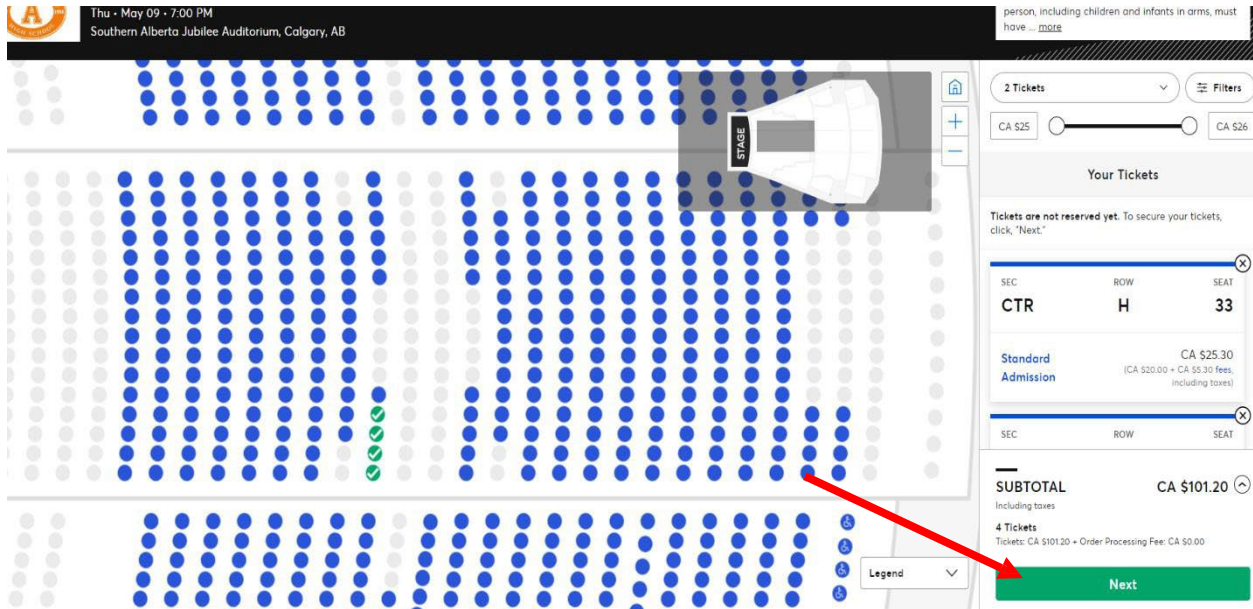 Thu • May 09 • 7:00 PM
Southern Alberta Jubilee Auditorium, Calgary, AB
person, including children and infants in arms, must
have ... more
STAGE
2 Tickets
Filters
CA $25
CA $26
Your Tickets
Tickets are not reserved yet. To secure your tickets,
click, "Next."
SEC ROW SEAT
CTR H 33
Standard
Admission
CA $25.30
(CA $20.00 + CA $5.30 fees,
including taxes)
SEC ROW SEAT
SUBTOTAL CA $101.20
Including taxes
4 Tickets
Tickets: CA $101.20 + Order Processing Fee: CA $0.00
Legend
Next